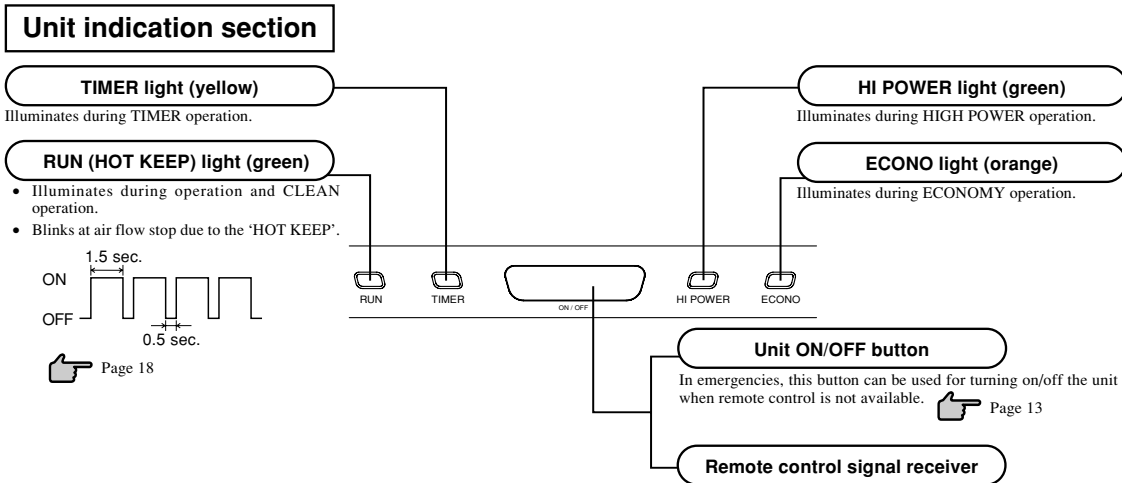 Unit indication section
TIMER light (yellow)
Illuminates during TIMER operation.
RUN (HOT KEEP) light (green)
• Illuminates during operation and CLEAN
operation.
• Blinks at air flow stop due to the ‘HOT KEEP’.
1.5 sec.
ON
OFF
0.5 sec.
Page 18
HI POWER light (green)
Illuminates during HIGH POWER operation.
ECONO light (orange)
Illuminates during ECONOMY operation.
RUN
TIMER
ON / OFF
HI POWER
ECONO
Unit ON/OFF button
In emergencies, this button can be used for turning on/off the unit
when remote control is not available.
Page 13
Remote control signal receiver